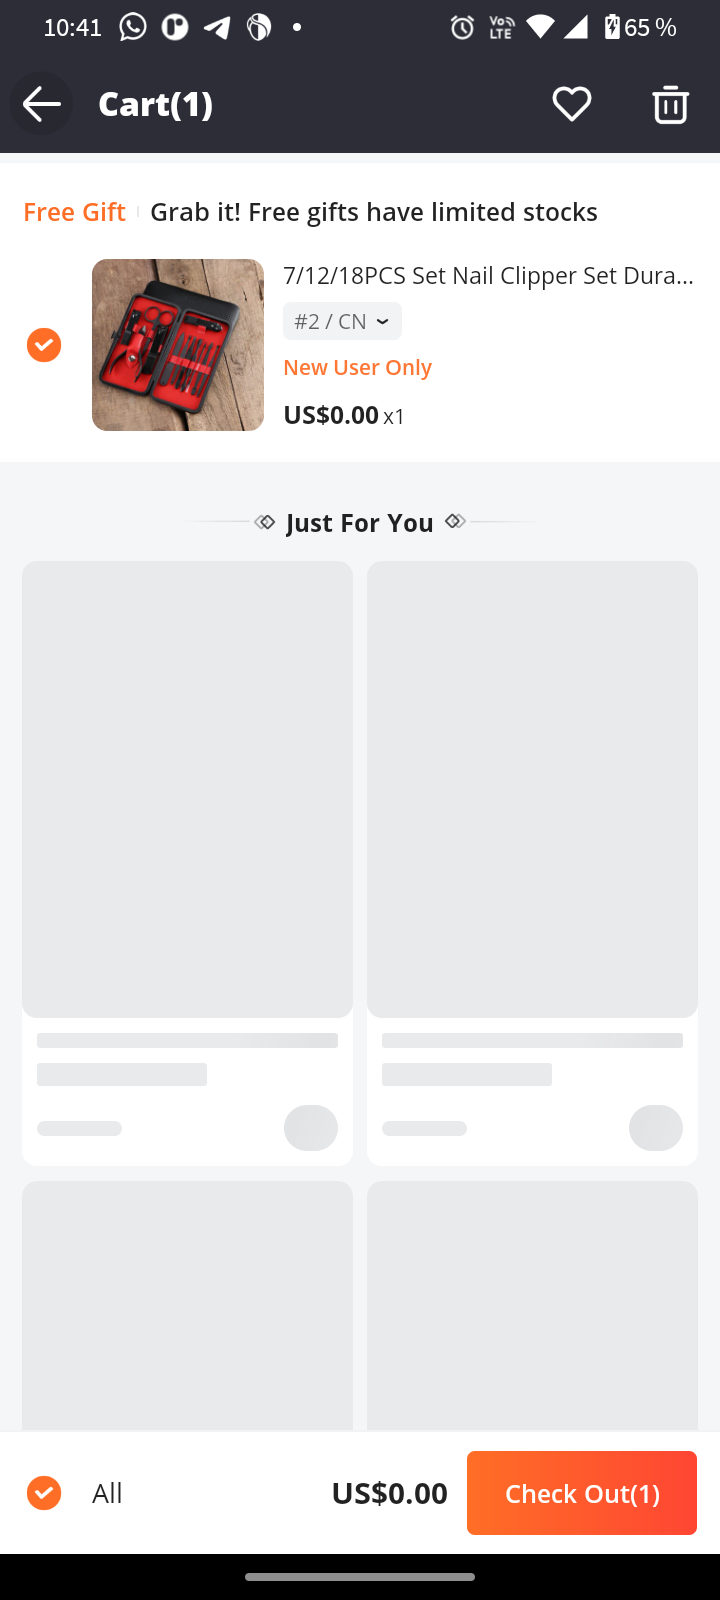 10:41
Vo LTE
65 %
Cart(1)
Free Gift
Grab it! Free gifts have limited stocks
7/12/18PCS Set Nail Clipper Set Dura...
#2 / CN
New User Only
US$0.00 x1
Just For You
All
US$0.00
Check Out(1)